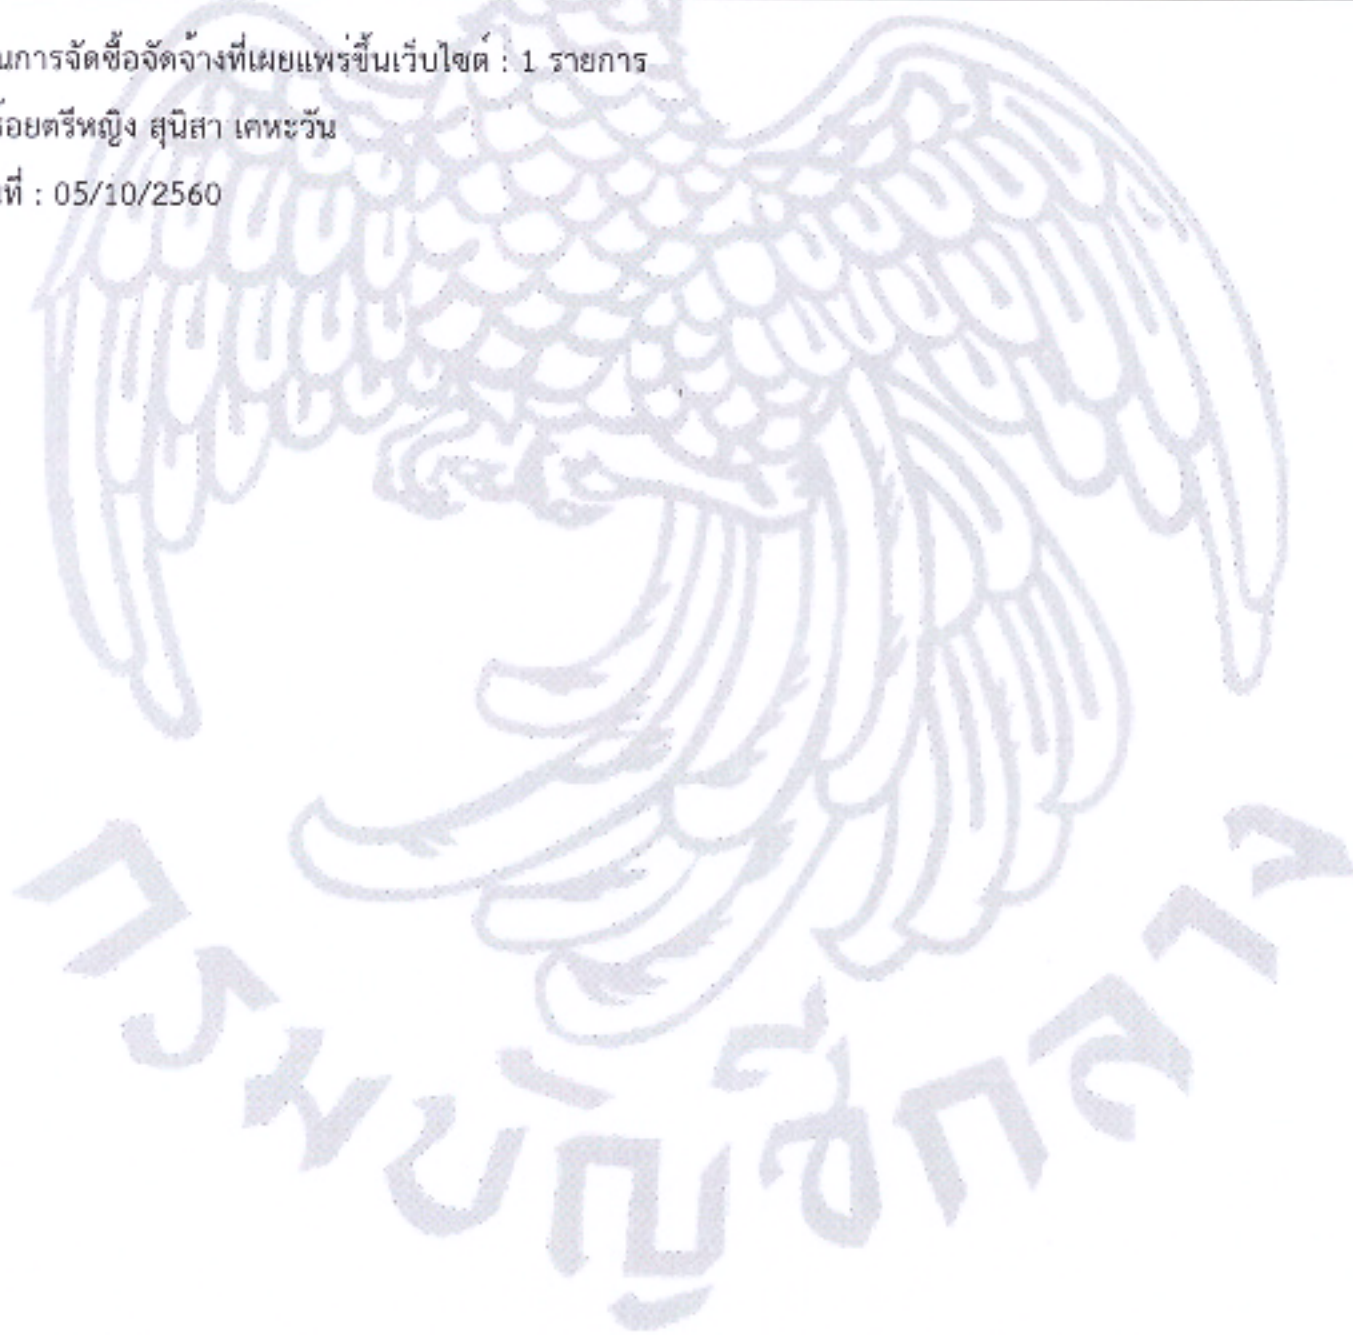 นการจัดซื้อจัดจ้างที่เผยแพร่ขึ้นเว็บไซต์ : 1 รายการ
ร้อยตรีหญิง สุนิสา เคหะวัน
ที่ : 05/10/2560
กรมบัญชีกลาง